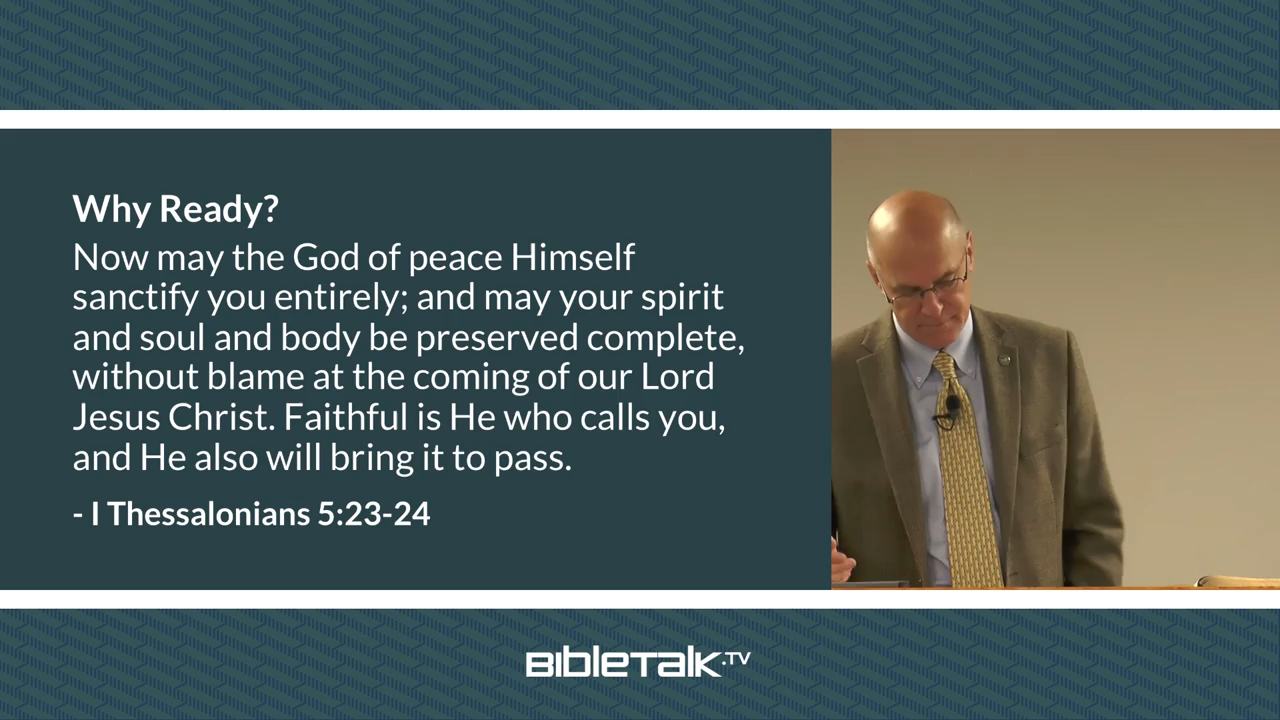 Why Ready?
Now may the God of peace Himself
sanctify you entirely; and may your spirit
and soul and body be preserved complete,
without blame at the coming of our Lord
Jesus Christ. Faithful is He who calls you,
and He also will bring it to pass.
- I Thessalonians 5:23-24
BibleTalk.TV